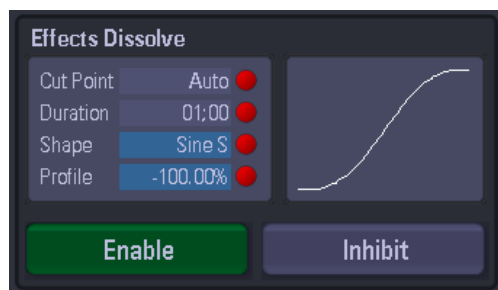 Effects Dissolve
Cut Point Auto
Duration 01;00
Shape Sine S
Profile -100.00%
Enable Inhibit